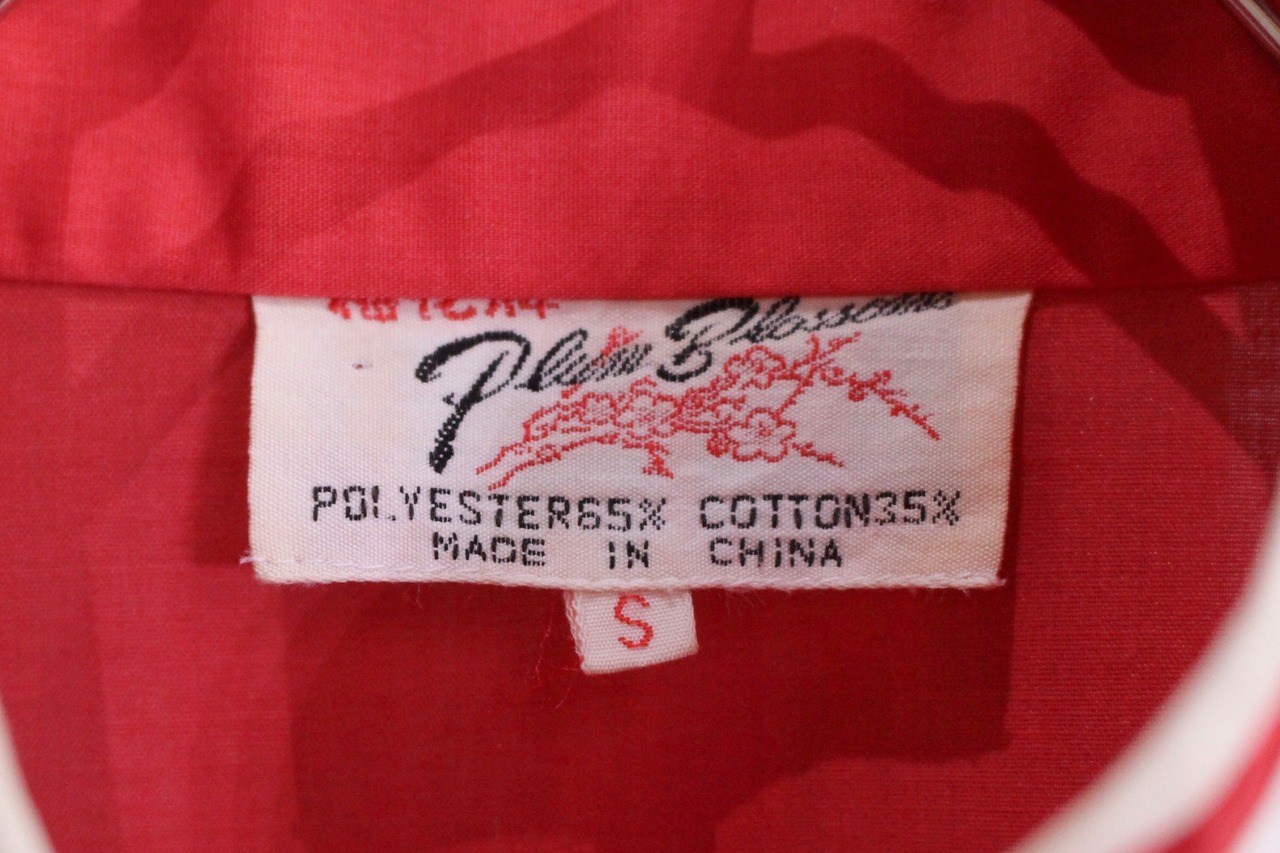 Plum Blossoms
POLYESTER65% COTTON35%
MADE IN CHINA
S